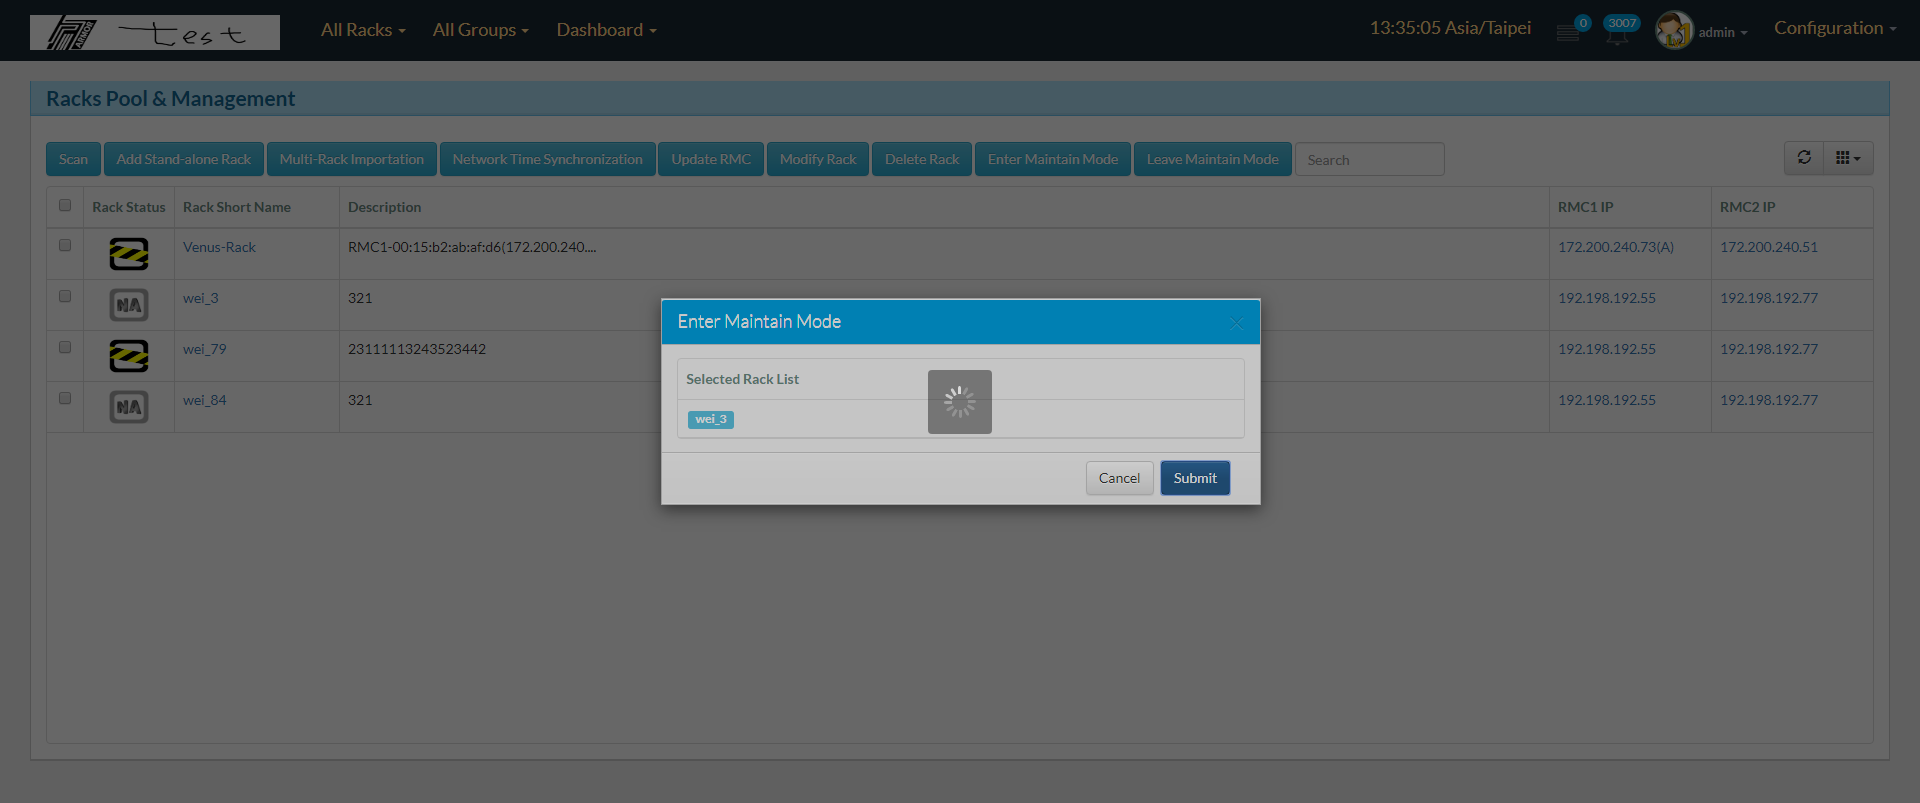 ARMOR test All Racks All Groups Dashboard 13:35:05 Asia/Taipei 0 3007 admin Configuration
Racks Pool & Management
Scan Add Stand-alone Rack Multi-Rack Importation Network Time Synchronization Update RMC Modify Rack Delete Rack Enter Maintain Mode Leave Maintain Mode Search
Rack Status Rack Short Name Description RMC1 IP RMC2 IP
Venus-Rack RMC1-00:15:b2:ab:af:d6(172.200.240.... 172.200.240.73(A) 172.200.240.51
NA wei_3 321 192.198.192.55 192.198.192.77
wei_79 23111113243523442 192.198.192.55 192.198.192.77
NA wei_84 321 192.198.192.55 192.198.192.77
Enter Maintain Mode
Selected Rack List
wei_3
Cancel Submit